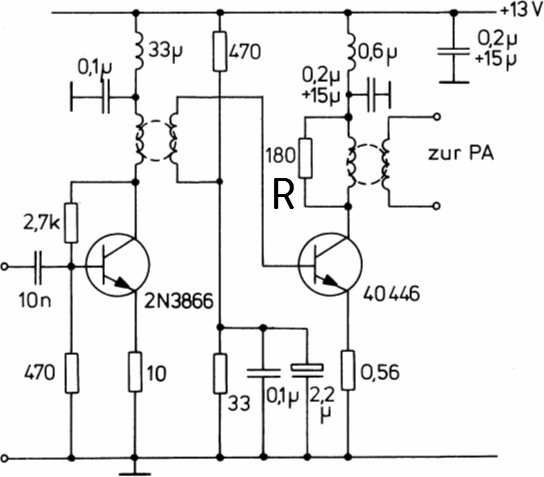 +13V
33µ
470
0,6µ
0,2µ
+15µ
0,1µ
0,2µ
+15µ
180
R
zur PA
2,7k
10n
2N3866
40446
470
10
33
0,1µ
2,2
µ
0,56